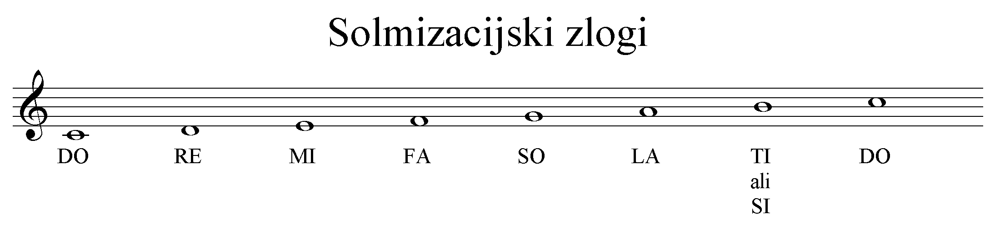 Solmizacijski zlogi
DO RE MI FA SO LA TI DO
ali
SI